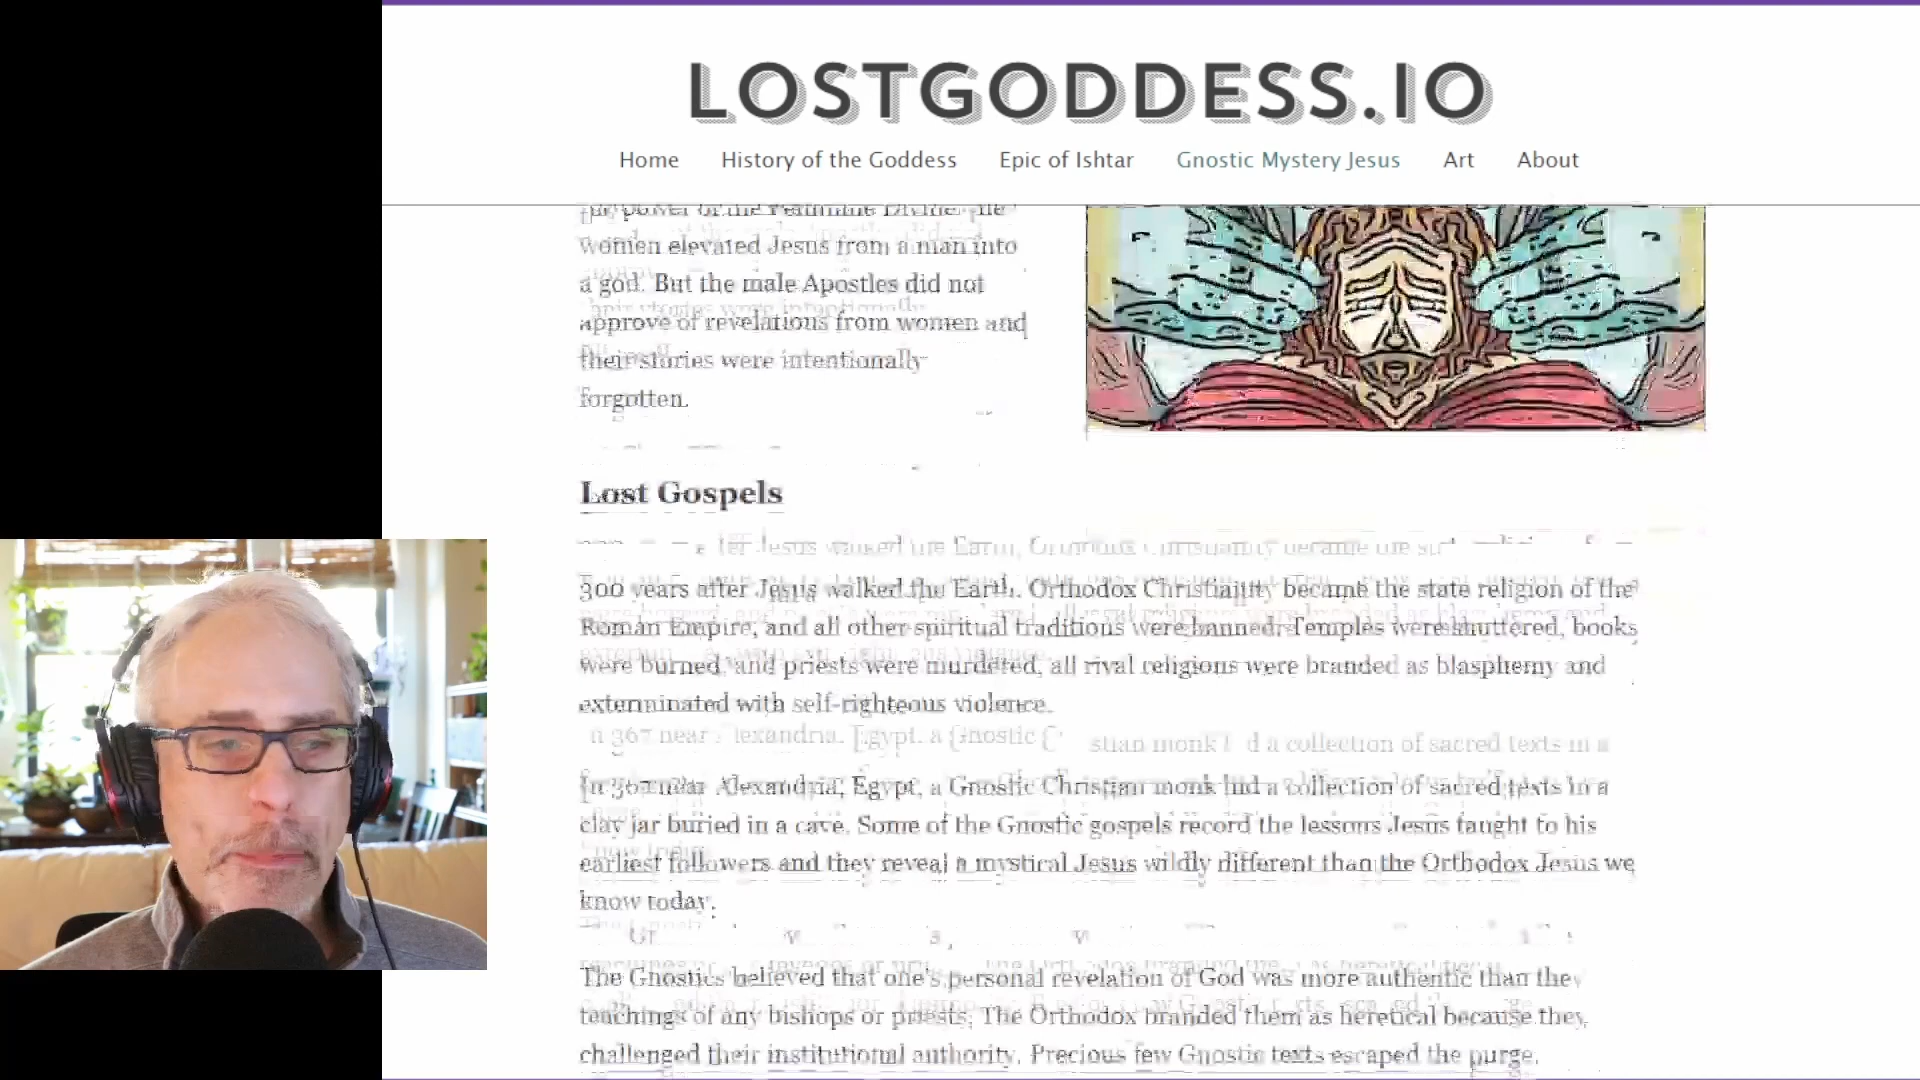 LOSTGODDESS.IO
Home History of the Goddess Epic of Ishtar Gnostic Mystery Jesus Art About
the power of the Feminine Divine. The
women elevated Jesus from a man into
a god. But the male Apostles did not
approve of revelations from women and
their stories were intentionally
forgotten.
Lost Gospels
300 years after Jesus walked the Earth, Orthodox Christianity became the state religion of the
Roman Empire, and all other spiritual traditions were banned. Temples were shuttered, books
were burned, and priests were murdered, all rival religions were branded as blasphemy and
exterminated with self-righteous violence.
In 367 near Alexandria, Egypt, a Gnostic Christian monk hid a collection of sacred texts in a
clay jar buried in a cave. Some of the Gnostic gospels record the lessons Jesus taught to his
earliest followers and they reveal a mystical Jesus wildly different than the Orthodox Jesus we
know today.
The Gnostics believed that one's personal revelation of God was more authentic than the
teachings of any bishops or priests. The Orthodox branded them as heretical because they
challenged their institutional authority. Precious few Gnostic texts escaped the purge.